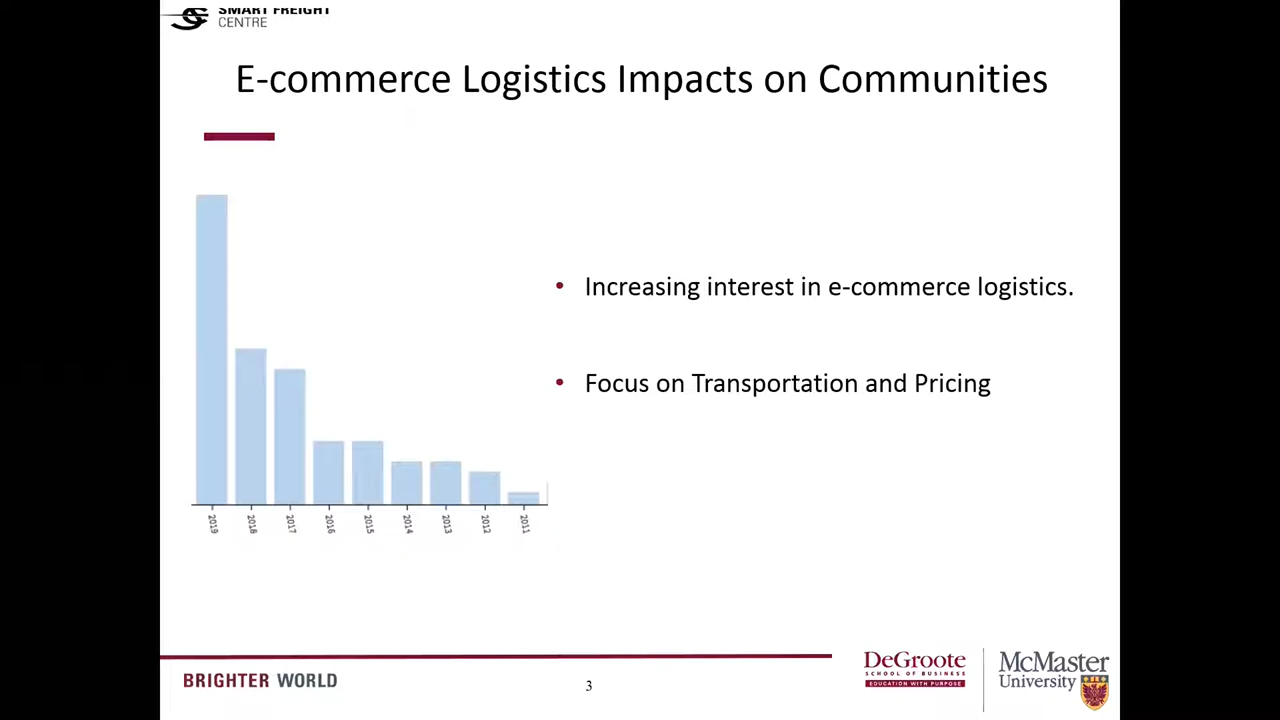 SMART FREIGHT
CENTRE
E-commerce Logistics Impacts on Communities
• Increasing interest in e-commerce logistics.
• Focus on Transportation and Pricing
2019 2018 2017 2016 2015 2014 2013 2012 2011
BRIGHTER WORLD
3
DeGroote
SCHOOL OF BUSINESS
EDUCATION WITH PURPOSE
McMaster
University